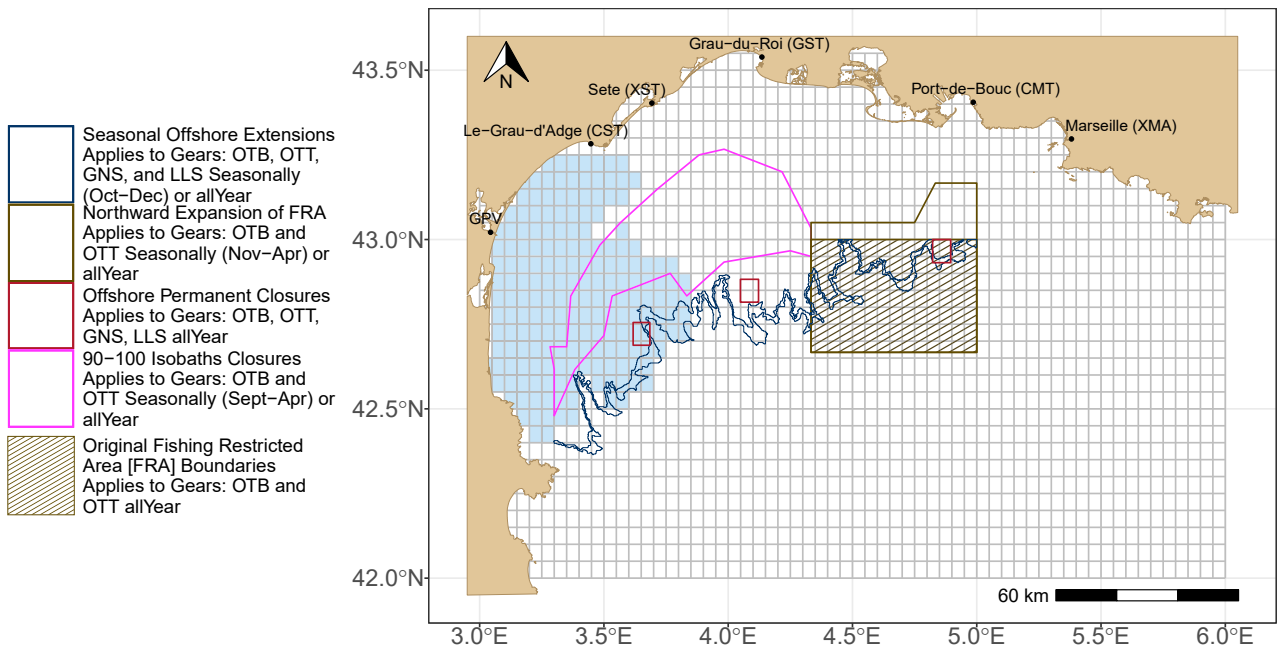 Seasonal Offshore Extensions
Applies to Gears: OTB, OTT,
GNS, and LLS Seasonally
(Oct−Dec) or allYear
Northward Expansion of FRA
Applies to Gears: OTB and
OTT Seasonally (Nov−Apr) or
allYear
Offshore Permanent Closures
Applies to Gears: OTB, OTT,
GNS, LLS allYear
90−100 Isobaths Closures
Applies to Gears: OTB and
OTT Seasonally (Sept−Apr) or
allYear
Original Fishing Restricted
Area [FRA] Boundaries
Applies to Gears: OTB and
OTT allYear
43.5°N
43.0°N
42.5°N
42.0°N
N
Grau−du−Roi (GST)
Sete (XST)
Port−de−Bouc (CMT)
Le−Grau−d'Adge (CST)
Marseille (XMA)
GPV
60 km
3.0°E
3.5°E
4.0°E
4.5°E
5.0°E
5.5°E
6.0°E